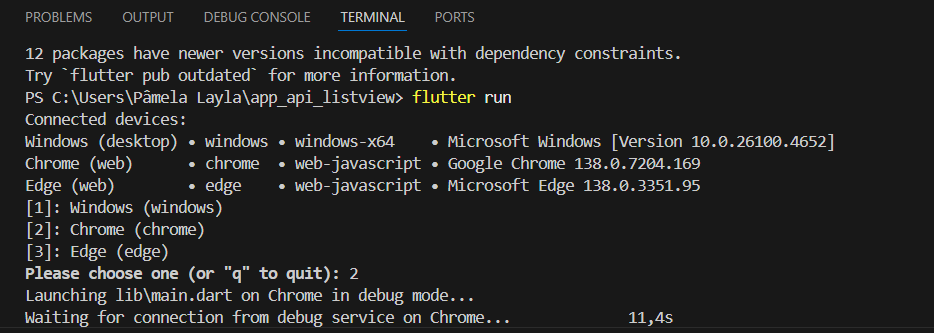 PROBLEMS OUTPUT DEBUG CONSOLE TERMINAL PORTS
12 packages have newer versions incompatible with dependency constraints.
Try `flutter pub outdated` for more information.
PS C:\Users\Pâmela Layla\app_api_listview> flutter run
Connected devices:
Windows (desktop) • windows • windows-x64    • Microsoft Windows [Version 10.0.26100.4652]
Chrome (web)      • chrome  • web-javascript • Google Chrome 138.0.7204.169
Edge (web)        • edge    • web-javascript • Microsoft Edge 138.0.3351.95
[1]: Windows (windows)
[2]: Chrome (chrome)
[3]: Edge (edge)
Please choose one (or "q" to quit): 2
Launching lib\main.dart on Chrome in debug mode...
Waiting for connection from debug service on Chrome...             11,4s